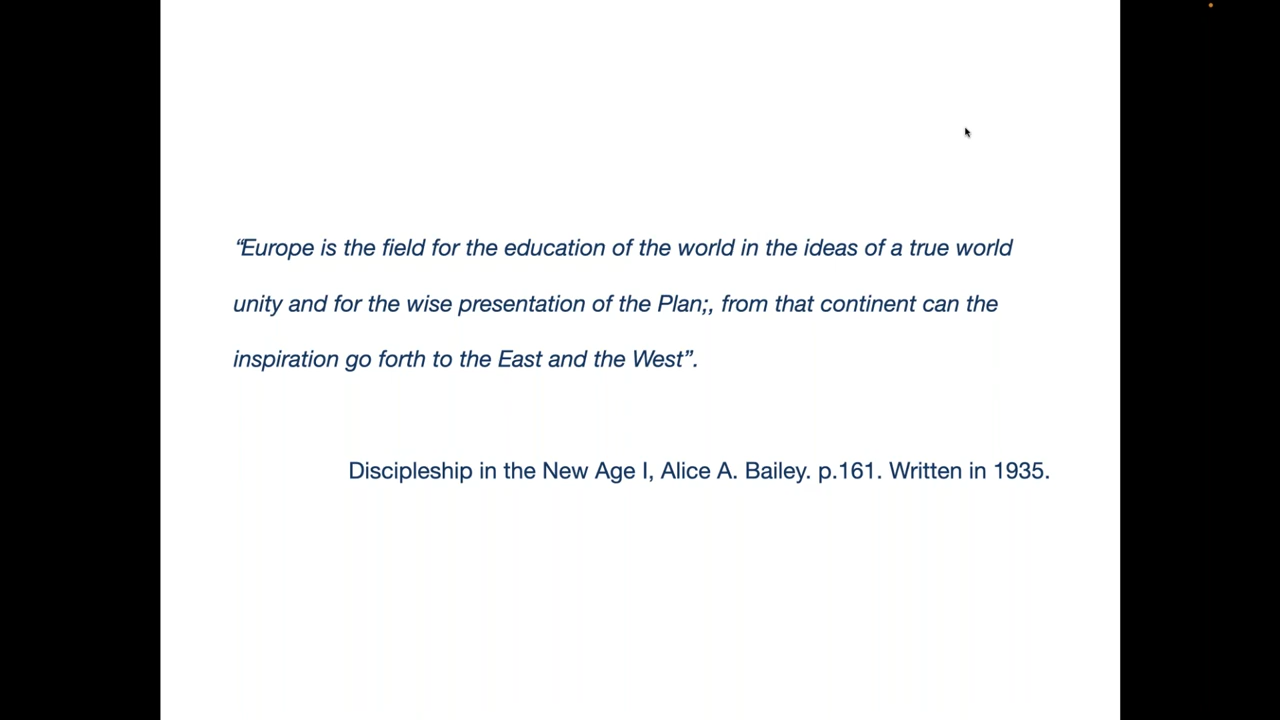 “Europe is the field for the education of the world in the ideas of a true world
unity and for the wise presentation of the Plan;, from that continent can the
inspiration go forth to the East and the West”.
Discipleship in the New Age I, Alice A. Bailey. p.161. Written in 1935.